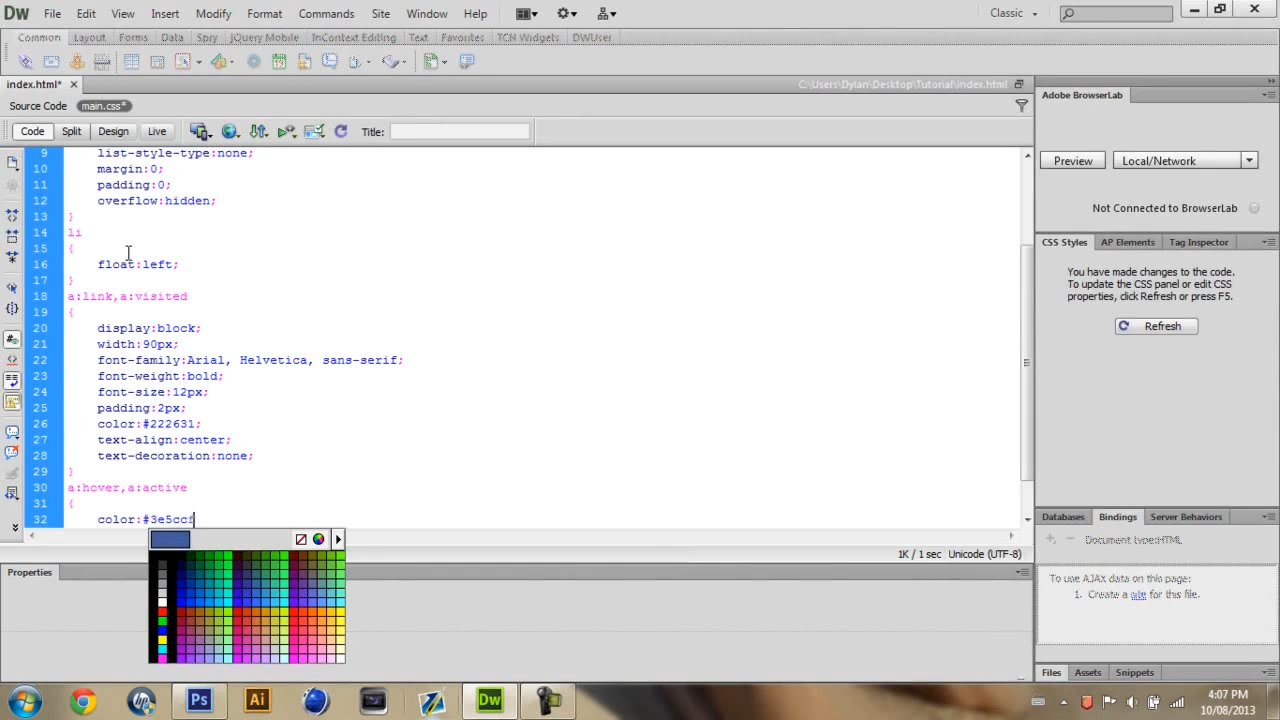 Dw File Edit View Insert Modify Format Commands Site Window Help Classic
Common Layout Forms Data Spry jQuery Mobile InContext Editing Text Favorites TCN Widgets DWUser
index.html* C:\Users\Dylan\Desktop\Tutorial\index.html
Source Code main.css*
Code Split Design Live Title:
9 list-style-type:none;
10 margin:0;
11 padding:0;
12 overflow:hidden;
13 }
14 li
15 {
16 float:left;
17 }
18 a:link,a:visited
19 {
20 display:block;
21 width:90px;
22 font-family:Arial, Helvetica, sans-serif;
23 font-weight:bold;
24 font-size:12px;
25 padding:2px;
26 color:#222631;
27 text-align:center;
28 text-decoration:none;
29 }
30 a:hover,a:active
31 {
32 color:#3e5ccf
1K / 1 sec Unicode (UTF-8)
Properties
Adobe BrowserLab
Preview Local/Network
Not Connected to BrowserLab
CSS Styles AP Elements Tag Inspector
You have made changes to the code.
To update the CSS panel or edit CSS
properties, click Refresh or press F5.
Refresh
Databases Bindings Server Behaviors
Document type:HTML
To use AJAX data on this page:
1. Create a site for this file.
Files Assets Snippets
Ps Ai Dw
4:07 PM
10/08/2013